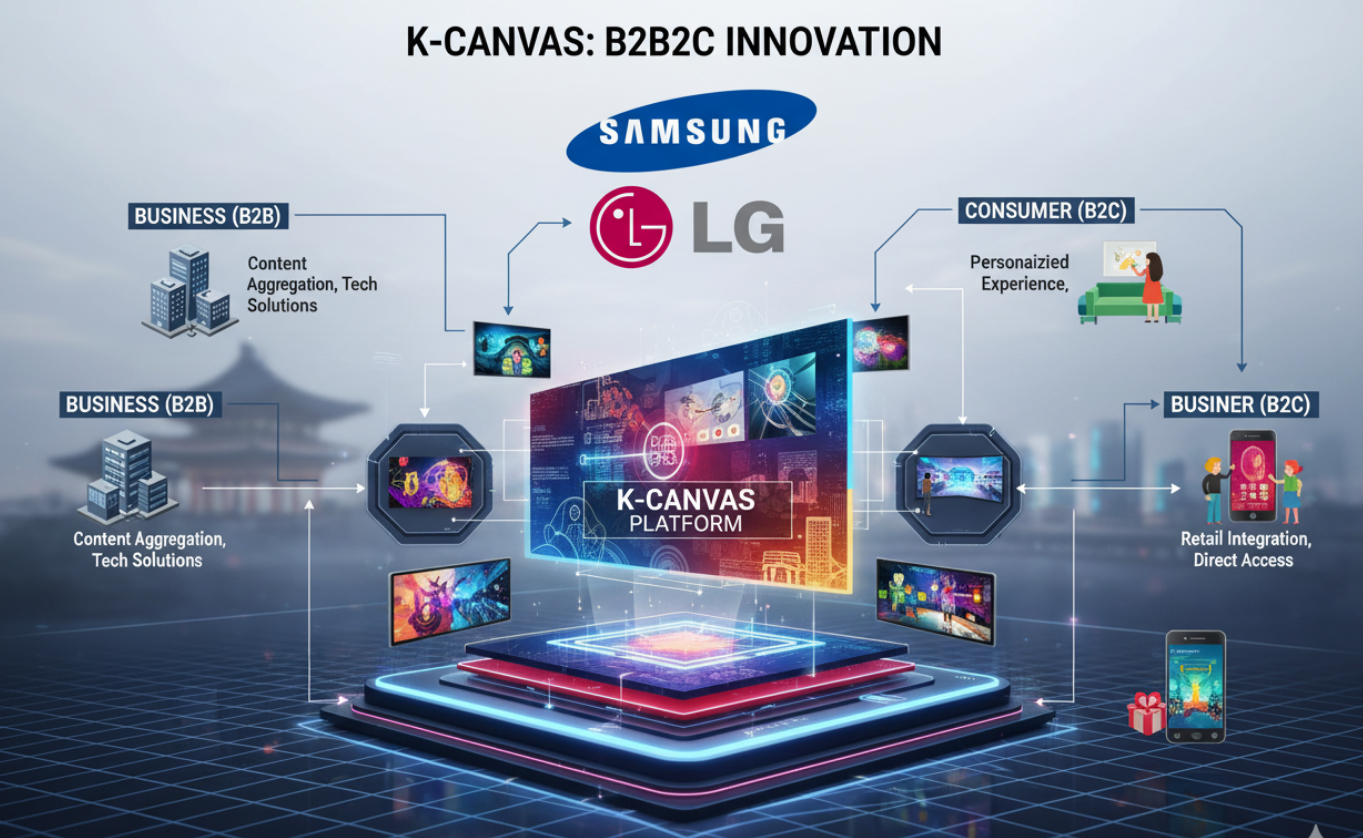 K-CANVAS: B2B2C INNOVATION
SAMSUNG
LG
BUSINESS (B2B)
Content
Aggregation, Tech
Solutions
CONSUMER (B2C)
Personaizied
Experience,
BUSINESS (B2B)
Content Aggregation,
Tech Solutions
K-CANVAS
PLATFORM
BUSINER (B2C)
Retail Integration,
Direct Access